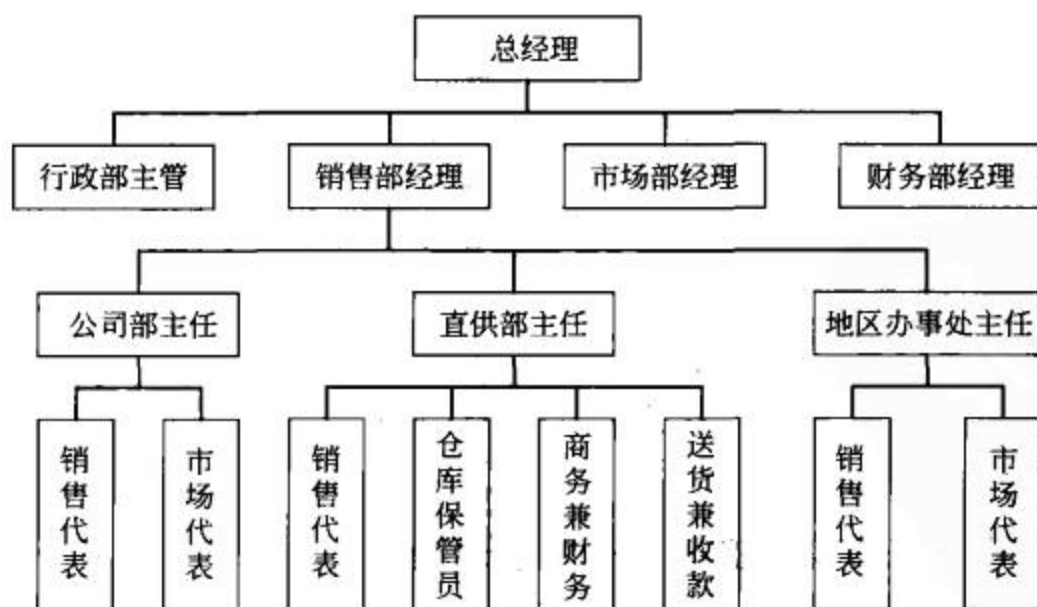 总经理
行政部主管
销售部经理
市场部经理
财务部经理
公司部主任
直供部主任
地区办事处主任
销售代表
市场代表
销售代表
仓库保管员
商务兼财务
送货兼收款
销售代表
市场代表